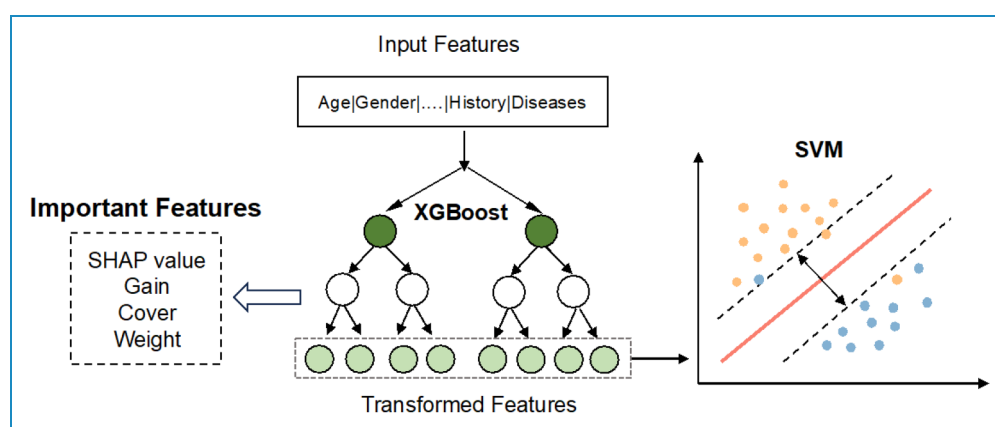 Input Features
Age|Gender|....|History|Diseases
XGBoost
Important Features
SHAP value
Gain
Cover
Weight
Transformed Features
SVM